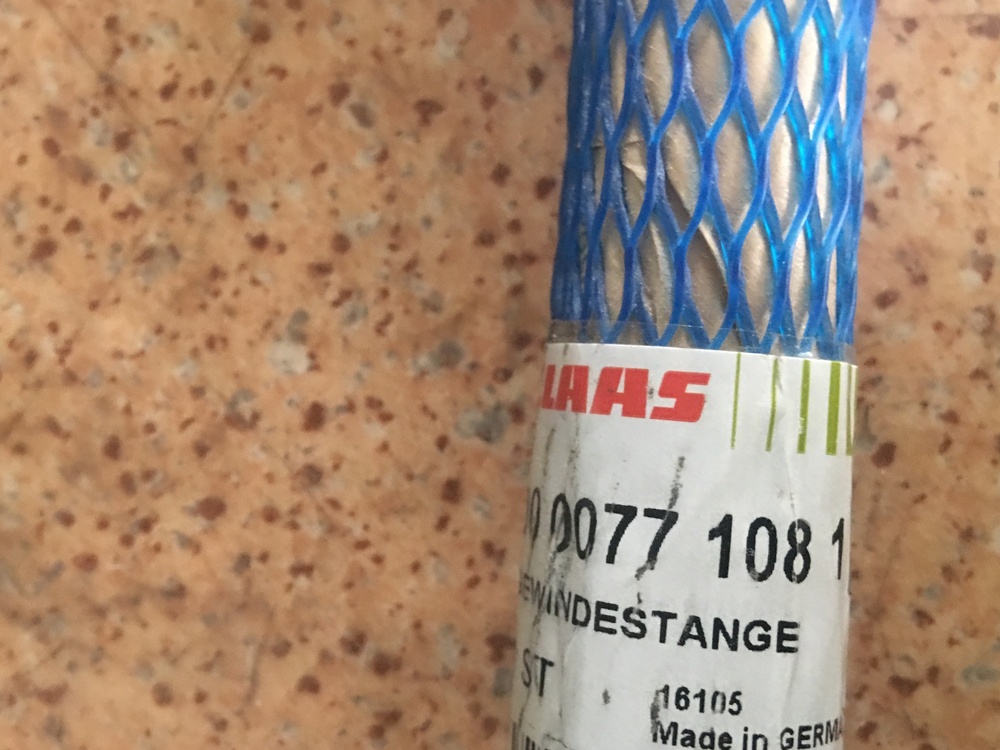 LAAS
0 0077 108 1
EWINDESTANGE
ST
16105
Made in GERMA